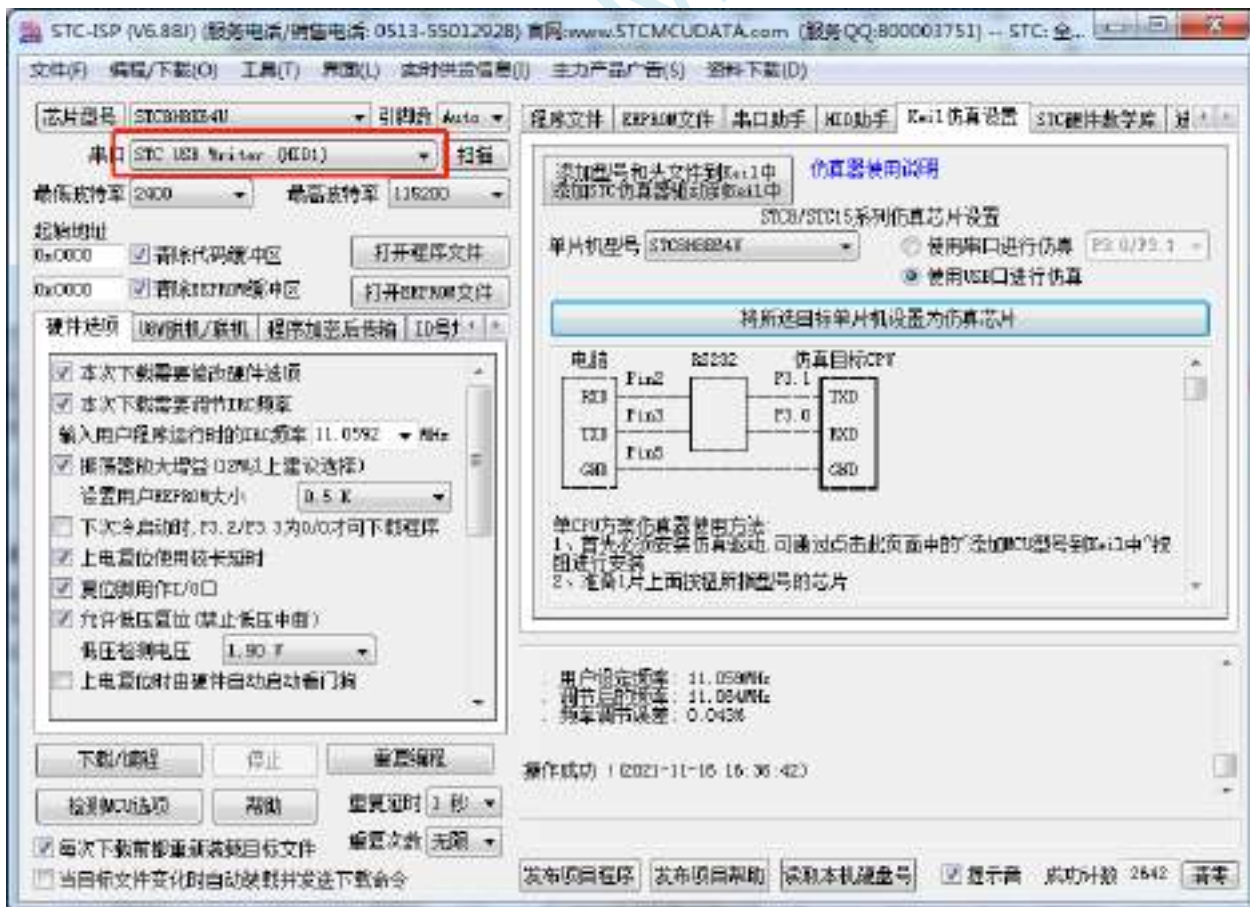 STC-ISP (V6.88J) (服务电话/销售电话: 0513-55012928) 官网:www.STCMCUDATA.com (服务QQ:800003751) -- STC: 全...
文件(F) 编程/下载(O) 工具(T) 界面(L) 实时供货信息(I) 主力产品广告(S) 资料下载(D)
芯片型号 STC8H8K64U 引脚数 Auto
串口 STC USB Writer (HID1) 扫描
最低波特率 2400 最高波特率 115200
起始地址
0x0000 清除代码缓冲区 打开程序文件
0x0000 清除EEPROM缓冲区 打开EEPROM文件
硬件选项 U8W脱机/联机 程序加密后传输 ID号
本次下载需要修改硬件选项
本次下载需要调节IRC频率
输入用户程序运行时的IRC频率 11.0592 MHz
振荡器放大增益(12M以上建议选择)
设置用户EEPROM大小 0.5 K
下次冷启动时,P3.2/P3.3为0/0才可下载程序
上电复位使用较长延时
复位脚用作I/O口
允许低压复位(禁止低压中断)
低压检测电压 1.90 V
上电复位时由硬件自动启动看门狗
下载/编程 停止 重复编程
检测MCU选项 帮助 重复延时 1 秒
重复次数 无限
每次下载前都重新装载目标文件
当目标文件变化时自动装载并发送下载命令
程序文件 EEPROM文件 串口助手 HID助手 Keil仿真设置 STC硬件数学库
添加型号和头文件到Keil中
添加STC仿真器驱动到Keil中
仿真器使用说明
STC8/STC15系列仿真芯片设置
单片机型号 STC8H8K64U 使用串口进行仿真 P3.0/P3.1
使用USB口进行仿真
将所选目标单片机设置为仿真芯片
电脑 RS232 仿真目标CPU
RXD Pin2 P3.1 TXD
TXD Pin3 P3.0 RXD
GND Pin5 GND
单CPU方案仿真器使用方法
1、首先必须安装仿真驱动,可通过点击此页面中的"添加MCU型号到Keil中"按
钮进行安装
2、准备1片上面按钮所指型号的芯片
用户设定频率: 11.059MHz
调节后的频率: 11.064MHz
频率调节误差: 0.043%
操作成功 !(2021-11-16 16:36:42)
发布项目程序 发布项目帮助 读取本机硬盘号 提示音 成功计数 2642 清零